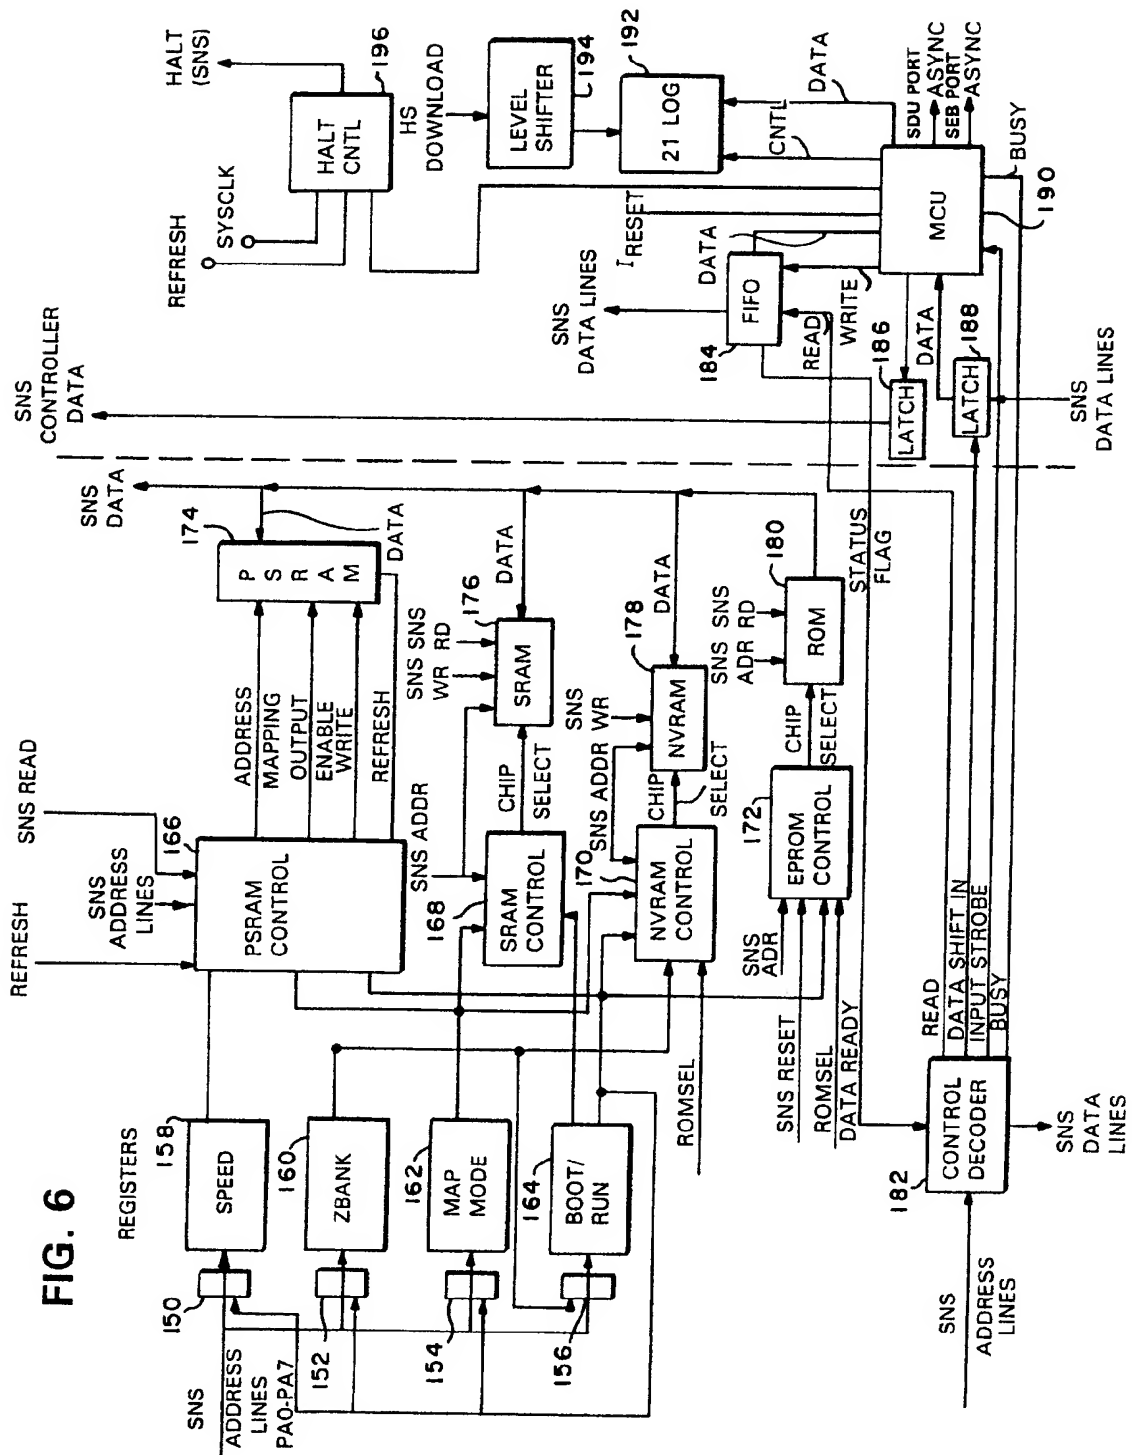 FIG. 6
REGISTERS
150
SNS
ADDRESS
LINES
PA0-PA7
152
154
156
158
SPEED
160
ZBANK
162
MAP
MODE
164
BOOT/
RUN
REFRESH
SNS
ADDRESS
LINES
SNS READ
166
PSRAM
CONTROL
ADDRESS
MAPPING
OUTPUT
ENABLE
WRITE
REFRESH
174
PSRAM
DATA
SNS
DATA
SNS ADDR
168
SRAM
CONTROL
CHIP
SELECT
SNS SNS
WR RD
176
SRAM
DATA
ROMSEL
170
NVRAM
CONTROL
SNS ADDR
CHIP
SELECT
SNS
WR
178
NVRAM
DATA
SNS
ADR
SNS RESET
ROMSEL
DATA READY
172
EPROM
CONTROL
CHIP
SELECT
SNS SNS
ADR RD
180
ROM
STATUS
FLAG
SNS
ADDRESS
LINES
182
CONTROL
DECODER
SNS
DATA
LINES
READ
DATA SHIFT IN
INPUT STROBE
BUSY
SNS
CONTROLLER
DATA
LATCH
186
LATCH
188
DATA
SNS
DATA LINES
SNS
DATA LINES
184
FIFO
READ
WRITE
DATA
RESET
MCU
190
BUSY
SDU PORT
ASYNC
SEB PORT
ASYNC
CNTL
DATA
21 LOG
192
LEVEL
SHIFTER
194
HS
DOWNLOAD
REFRESH
SYSCLK
HALT
CNTL
196
HALT
(SNS)